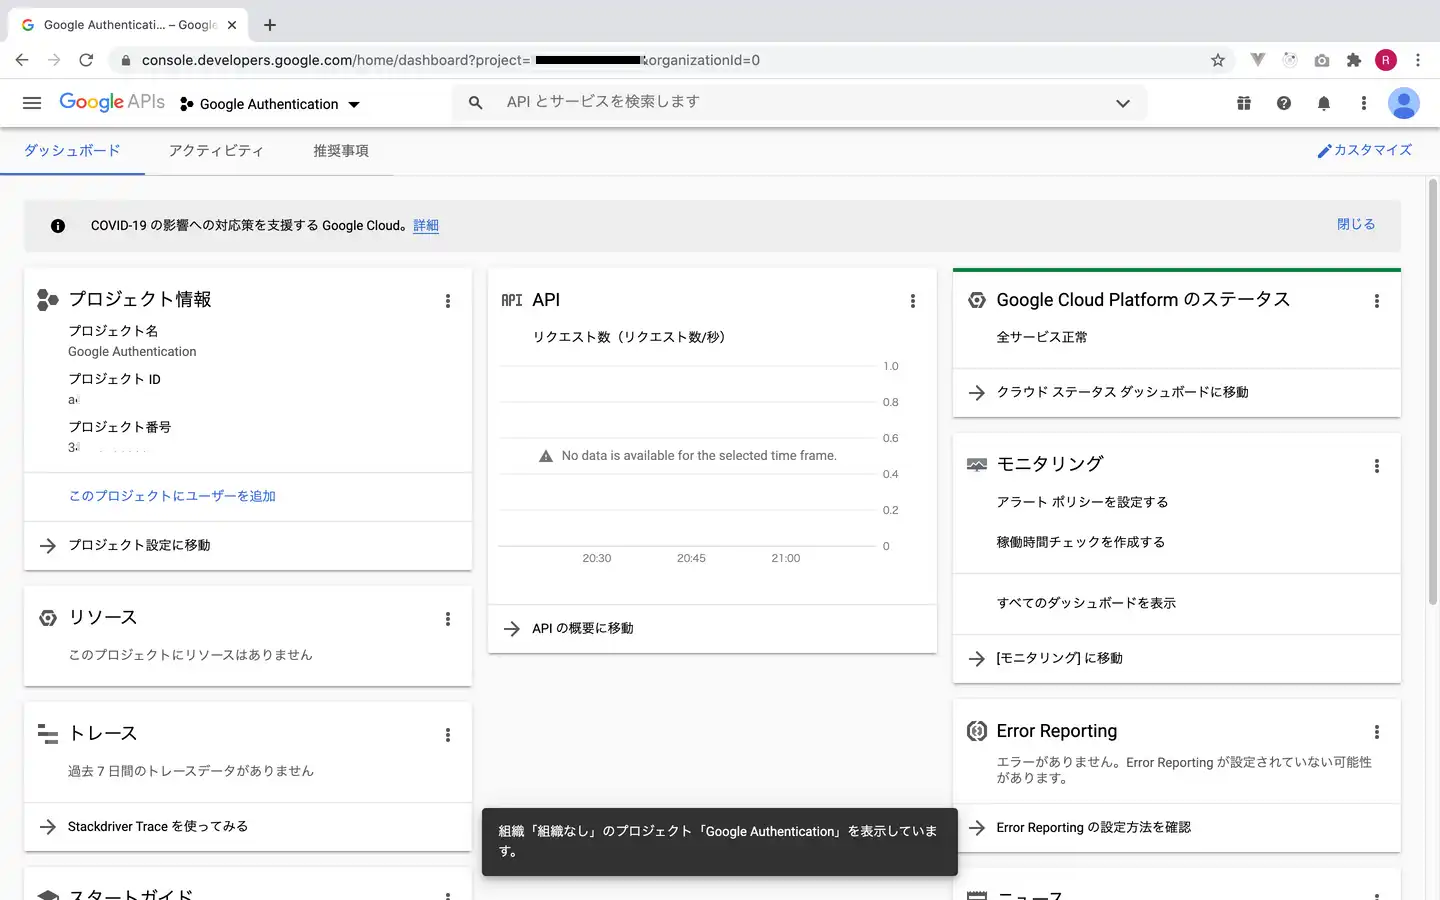 Google Authenticati... – Google
console.developers.google.com/home/dashboard?project=
organizationId=0
R
Google APIs
Google Authentication
API とサービスを検索します
ダッシュボード
アクティビティ
推奨事項
カスタマイズ
COVID-19 の影響への対応策を支援する Google Cloud。詳細
閉じる
プロジェクト情報
プロジェクト名
Google Authentication
プロジェクト ID
プロジェクト番号
このプロジェクトにユーザーを追加
プロジェクト設定に移動
リソース
このプロジェクトにリソースはありません
トレース
過去 7 日間のトレースデータがありません
Stackdriver Trace を使ってみる
スタートガイド
API API
リクエスト数（リクエスト数/秒）
1.0
0.8
0.6
No data is available for the selected time frame.
0.4
0.2
0
20:30 20:45 21:00
API の概要に移動
Google Cloud Platform のステータス
全サービス正常
クラウド ステータス ダッシュボードに移動
モニタリング
アラート ポリシーを設定する
稼働時間チェックを作成する
すべてのダッシュボードを表示
[モニタリング] に移動
Error Reporting
エラーがありません。Error Reporting が設定されていない可能性
があります。
Error Reporting の設定方法を確認
ニュース
組織「組織なし」のプロジェクト「Google Authentication」を表示していま
す。